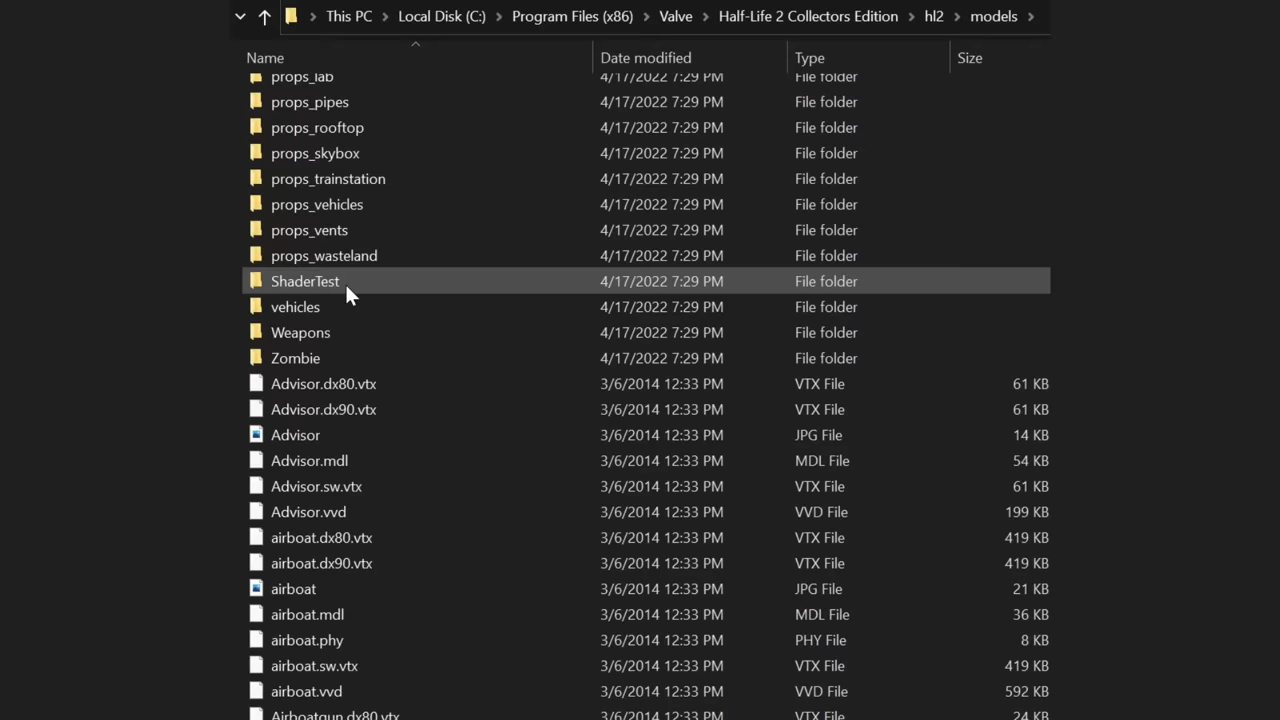 This PC > Local Disk (C:) > Program Files (x86) > Valve > Half-Life 2 Collectors Edition > hl2 > models >
Name Date modified Type Size
props_lab 4/17/2022 7:29 PM File folder
props_pipes 4/17/2022 7:29 PM File folder
props_rooftop 4/17/2022 7:29 PM File folder
props_skybox 4/17/2022 7:29 PM File folder
props_trainstation 4/17/2022 7:29 PM File folder
props_vehicles 4/17/2022 7:29 PM File folder
props_vents 4/17/2022 7:29 PM File folder
props_wasteland 4/17/2022 7:29 PM File folder
ShaderTest 4/17/2022 7:29 PM File folder
vehicles 4/17/2022 7:29 PM File folder
Weapons 4/17/2022 7:29 PM File folder
Zombie 4/17/2022 7:29 PM File folder
Advisor.dx80.vtx 3/6/2014 12:33 PM VTX File 61 KB
Advisor.dx90.vtx 3/6/2014 12:33 PM VTX File 61 KB
Advisor 3/6/2014 12:33 PM JPG File 14 KB
Advisor.mdl 3/6/2014 12:33 PM MDL File 54 KB
Advisor.sw.vtx 3/6/2014 12:33 PM VTX File 61 KB
Advisor.vvd 3/6/2014 12:33 PM VVD File 199 KB
airboat.dx80.vtx 3/6/2014 12:33 PM VTX File 419 KB
airboat.dx90.vtx 3/6/2014 12:33 PM VTX File 419 KB
airboat 3/6/2014 12:33 PM JPG File 21 KB
airboat.mdl 3/6/2014 12:33 PM MDL File 36 KB
airboat.phy 3/6/2014 12:33 PM PHY File 8 KB
airboat.sw.vtx 3/6/2014 12:33 PM VTX File 419 KB
airboat.vvd 3/6/2014 12:33 PM VVD File 592 KB
Airboatgun.dx80.vtx 3/6/2014 12:33 PM VTX File 24 KB